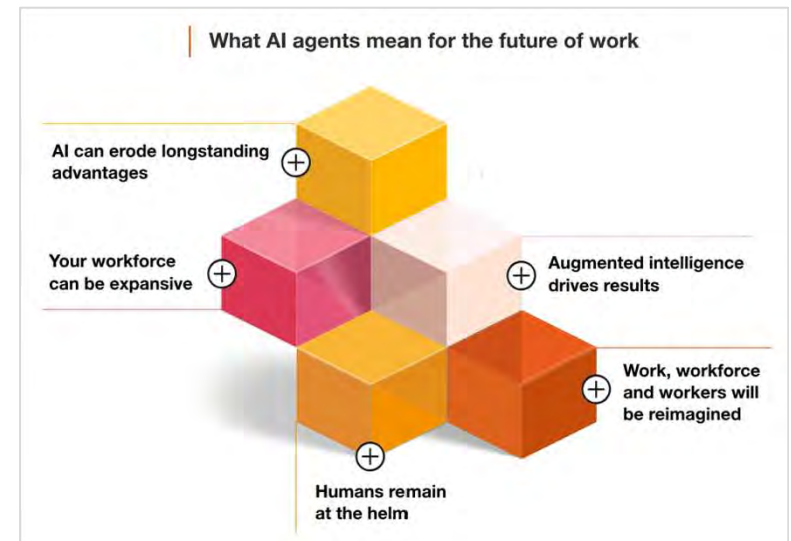 What AI agents mean for the future of work
AI can erode longstanding
advantages
Your workforce
can be expansive
Augmented intelligence
drives results
Work, workforce
and workers will
be reimagined
Humans remain
at the helm